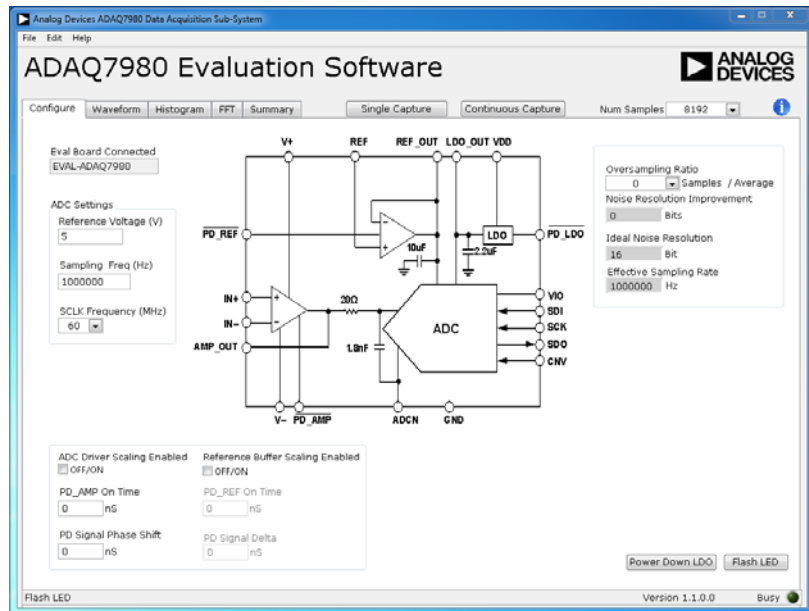 Analog Devices ADAQ7980 Data Acquisition Sub-System
File Edit Help
ADAQ7980 Evaluation Software
ANALOG
DEVICES
Configure Waveform Histogram FFT Summary Single Capture Continuous Capture Num Samples 8192 i
V+ REF REF_OUT LDO_OUT VDD
Eval Board Connected
EVAL-ADAQ7980
ADC Settings
Reference Voltage (V)
5
Sampling Freq (Hz)
1000000
SCLK Frequency (MHz)
60
PD_REF
LDO
PD_LDO
10uF
2.2uF
IN+
IN-
AMP_OUT
20Ω
1.8nF
ADC
VIO
SDI
SCK
SDO
CNV
V- PD_AMP ADCN GND
Oversampling Ratio
0 Samples / Average
Noise Resolution Improvement
0 Bits
Ideal Noise Resolution
16 Bit
Effective Sampling Rate
1000000 Hz
ADC Driver Scaling Enabled
OFF/ON
PD_AMP On Time
0 nS
PD Signal Phase Shift
0 nS
Reference Buffer Scaling Enabled
OFF/ON
PD_REF On Time
0 nS
PD Signal Delta
0 nS
Power Down LDO Flash LED
Flash LED Version 1.1.0.0 Busy